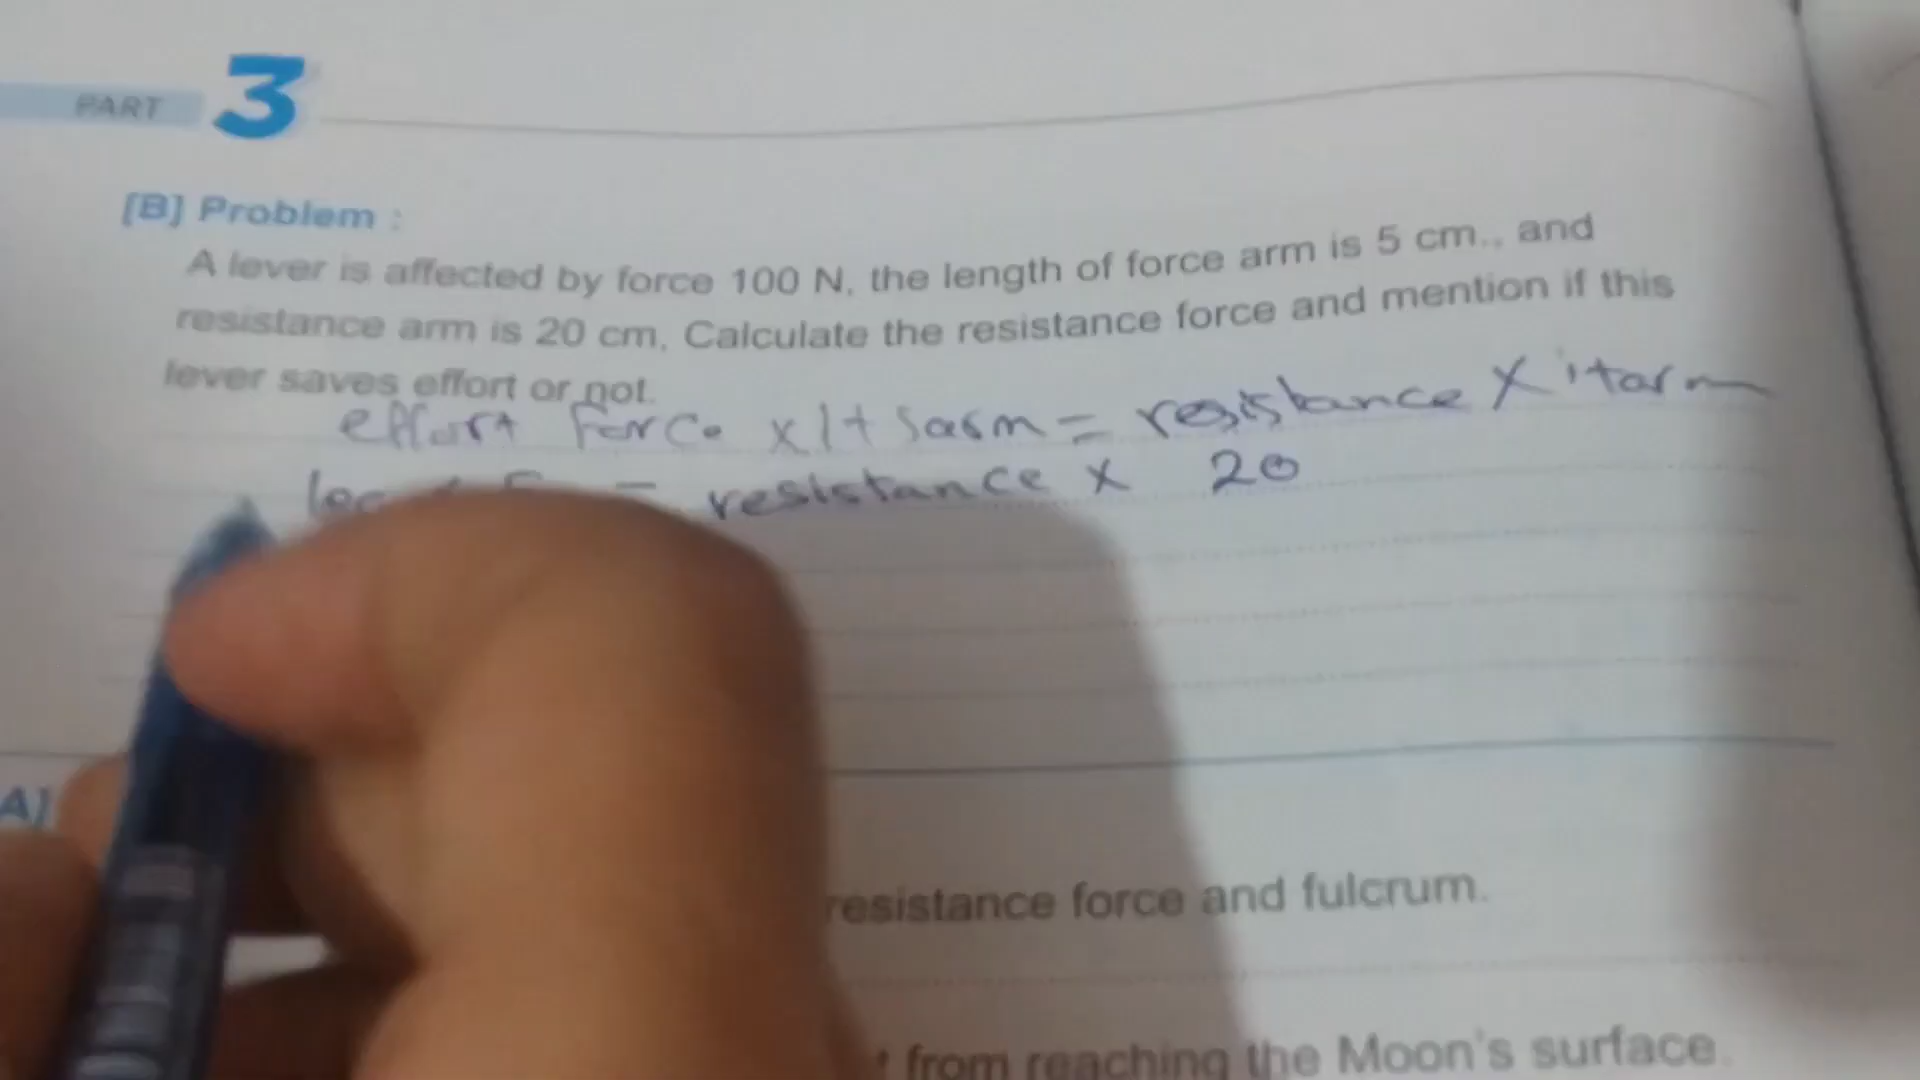 PART 3
[B] Problem :
A lever is affected by force 100 N, the length of force arm is 5 cm., and
resistance arm is 20 cm. Calculate the resistance force and mention if this
lever saves effort or not.
effort Force x It s arm = resistance X it arm
= resistance x 20
A]
resistance force and fulcrum.
from reaching the Moon's surface.